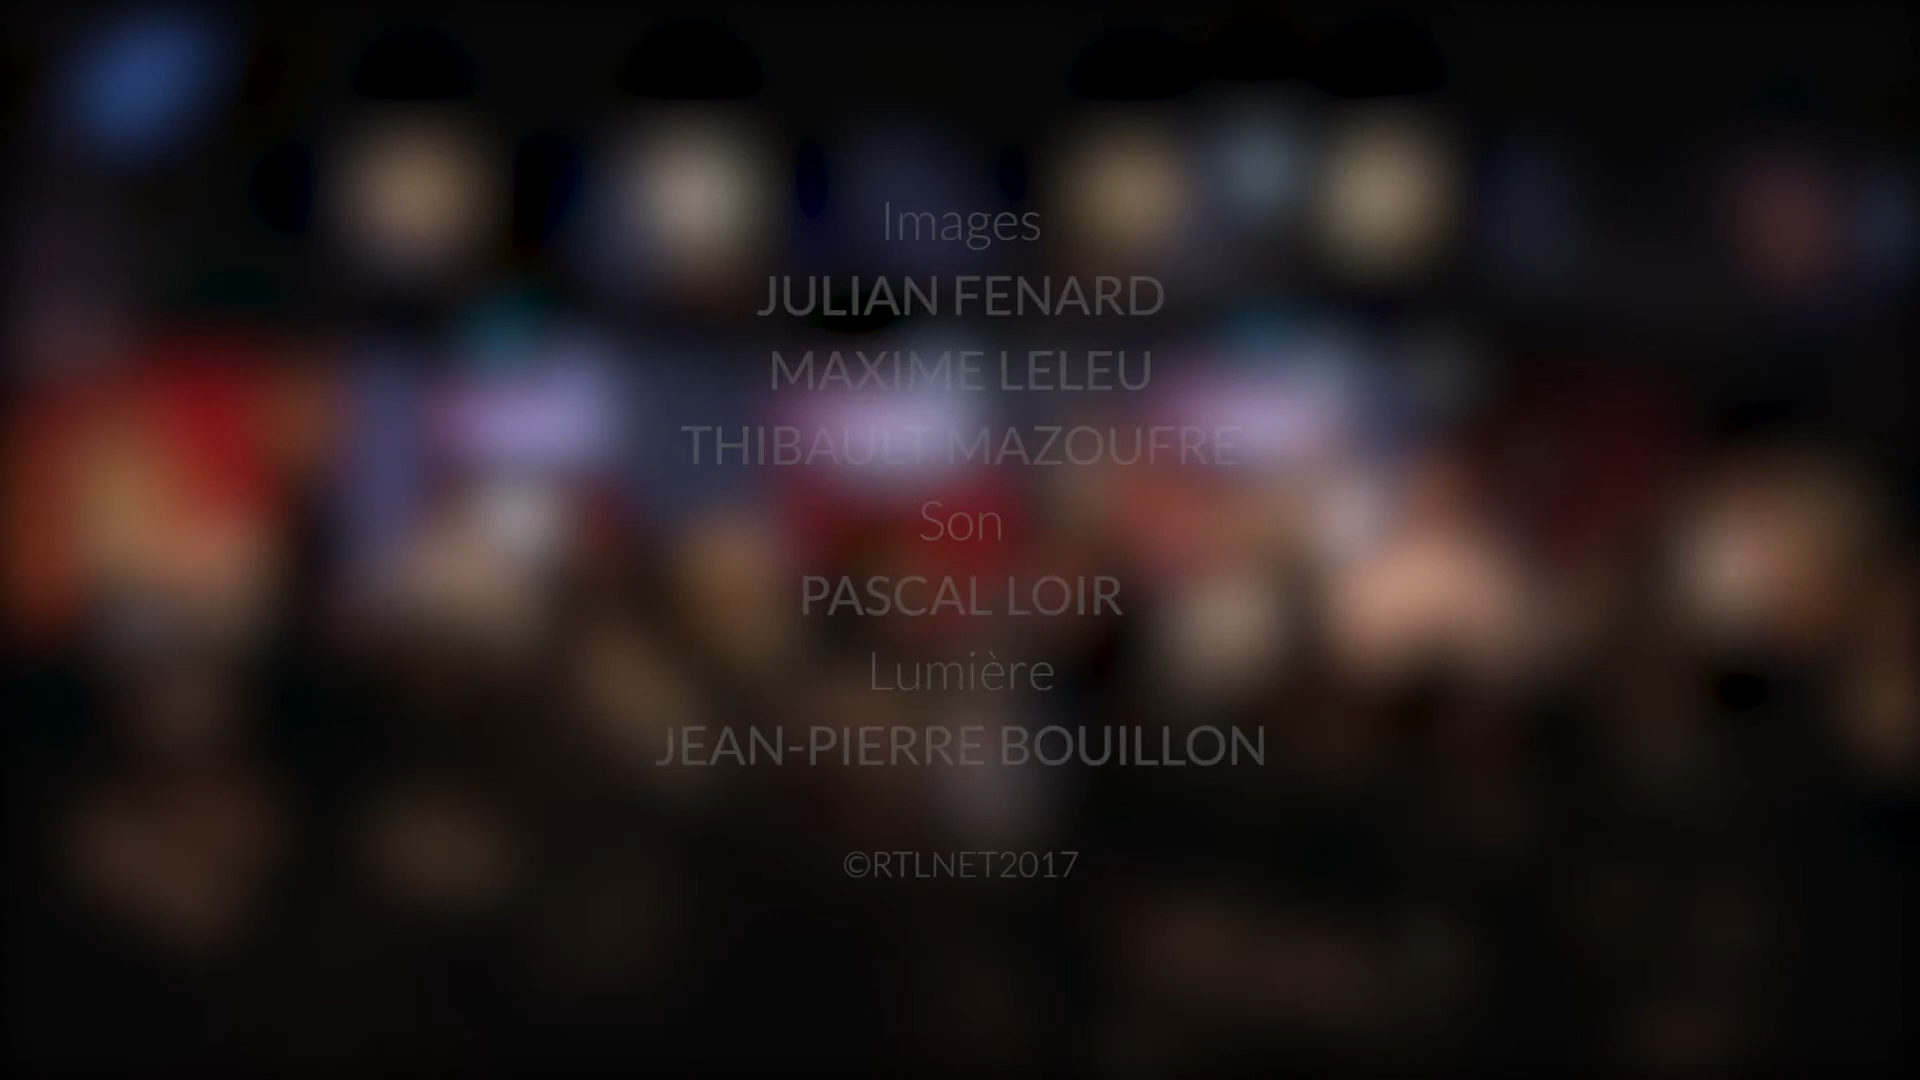 Images
JULIAN FENARD
MAXIME LELEU
THIBAULT MAZOUFRE
Son
PASCAL LOIR
Lumière
JEAN-PIERRE BOUILLON
©RTLNET2017